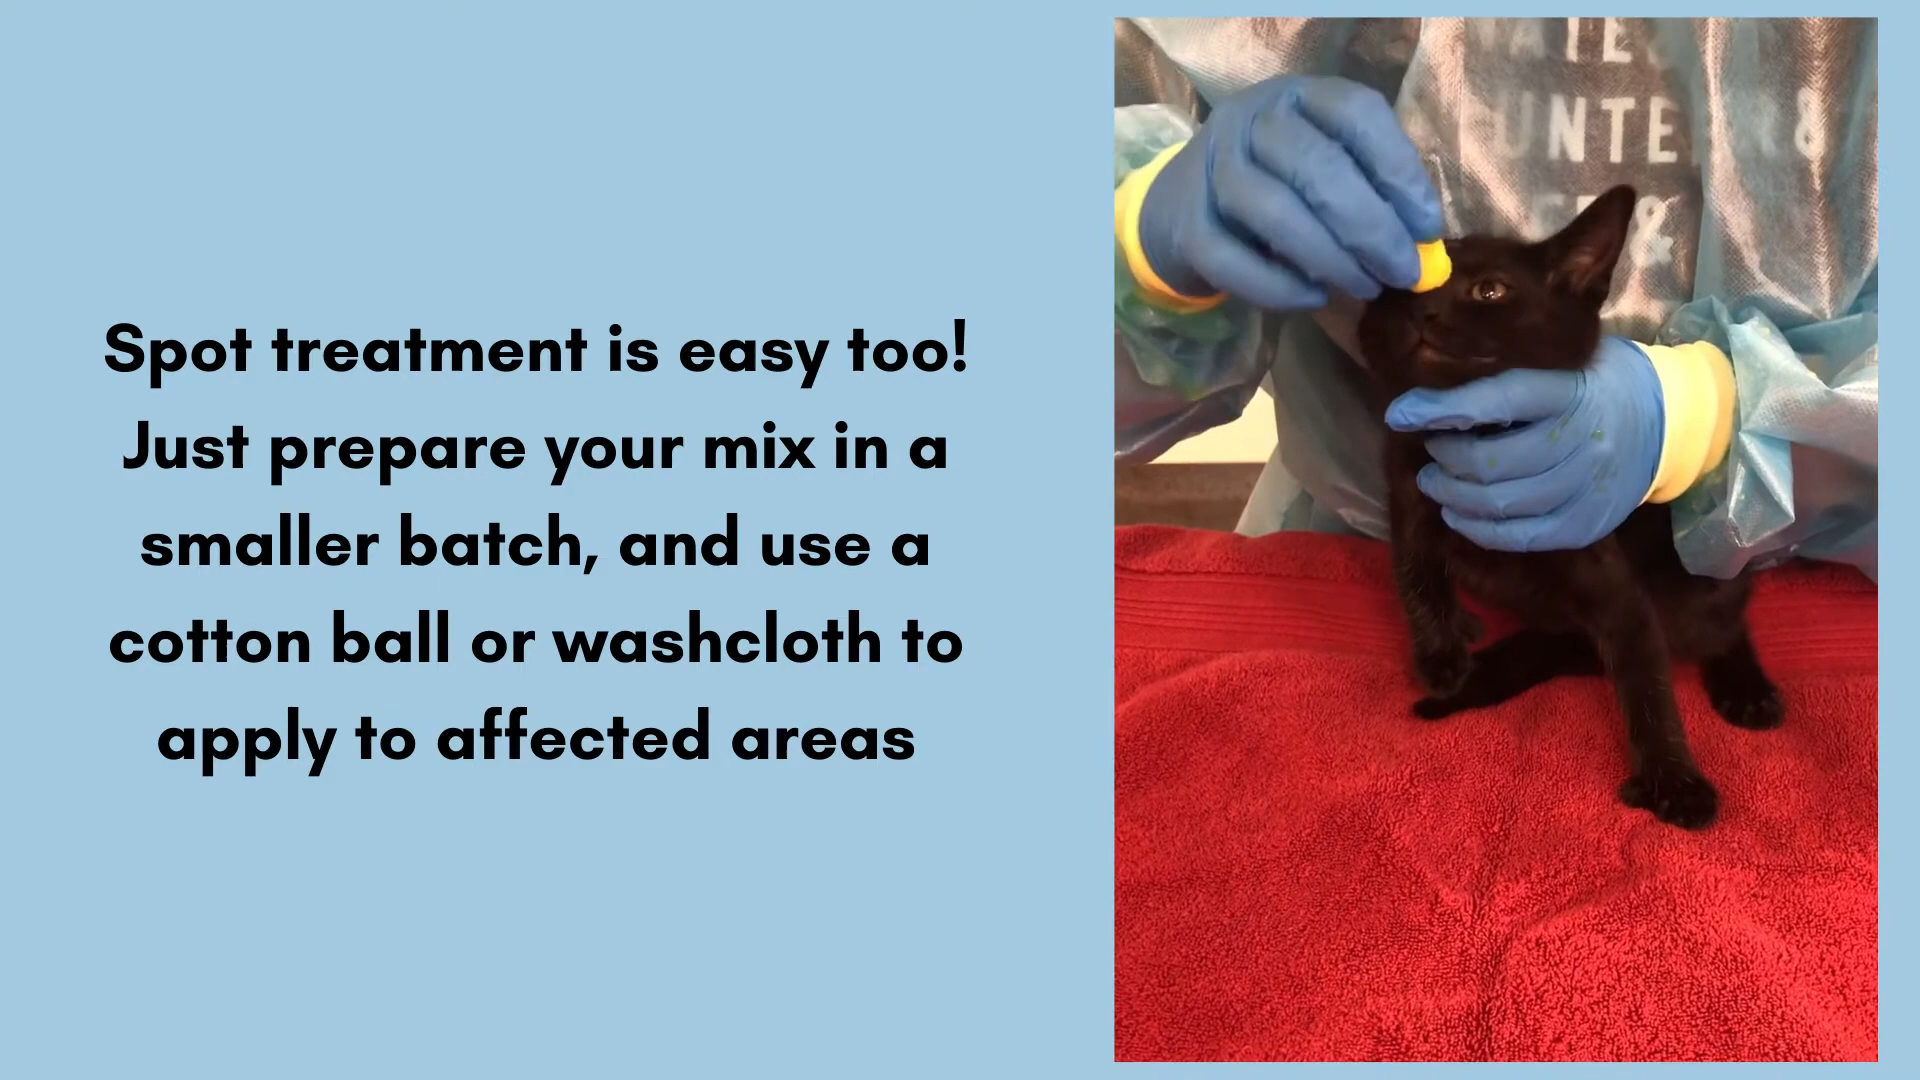 Spot treatment is easy too!
Just prepare your mix in a
smaller batch, and use a
cotton ball or washcloth to
apply to affected areas